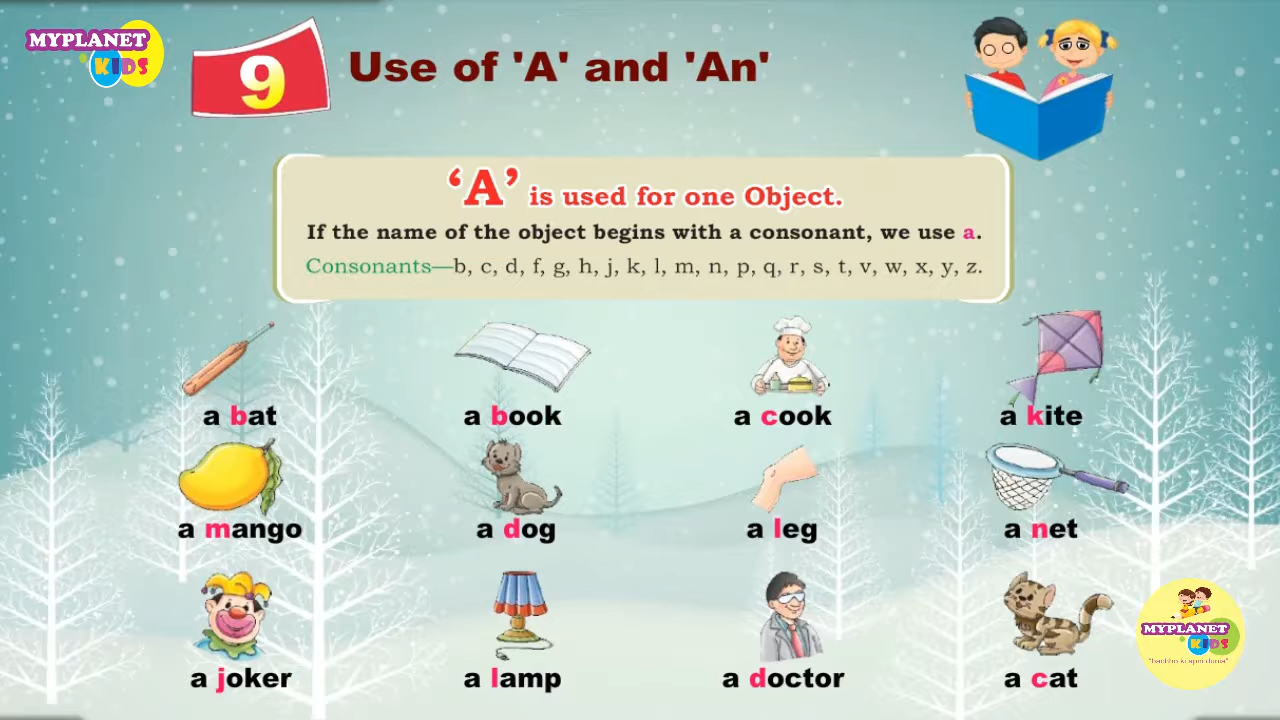 MYPLANET
KIDS
9
Use of 'A' and 'An'
‘A’ is used for one Object.
If the name of the object begins with a consonant, we use a.
Consonants—b, c, d, f, g, h, j, k, l, m, n, p, q, r, s, t, v, w, x, y, z.
a bat
a book
a cook
a kite
a mango
a dog
a leg
a net
a joker
a lamp
a doctor
a cat
MYPLANET
KIDS